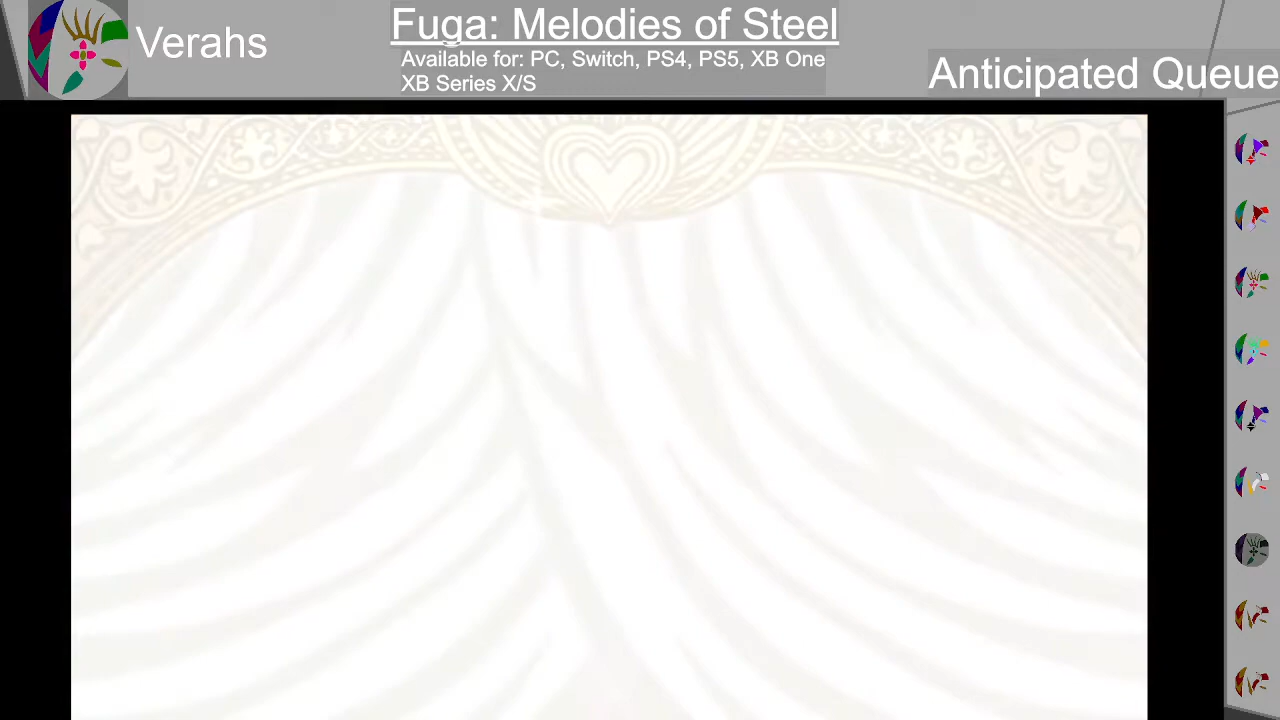 Verahs
Fuga: Melodies of Steel
Available for: PC, Switch, PS4, PS5, XB One
XB Series X/S
Anticipated Queue